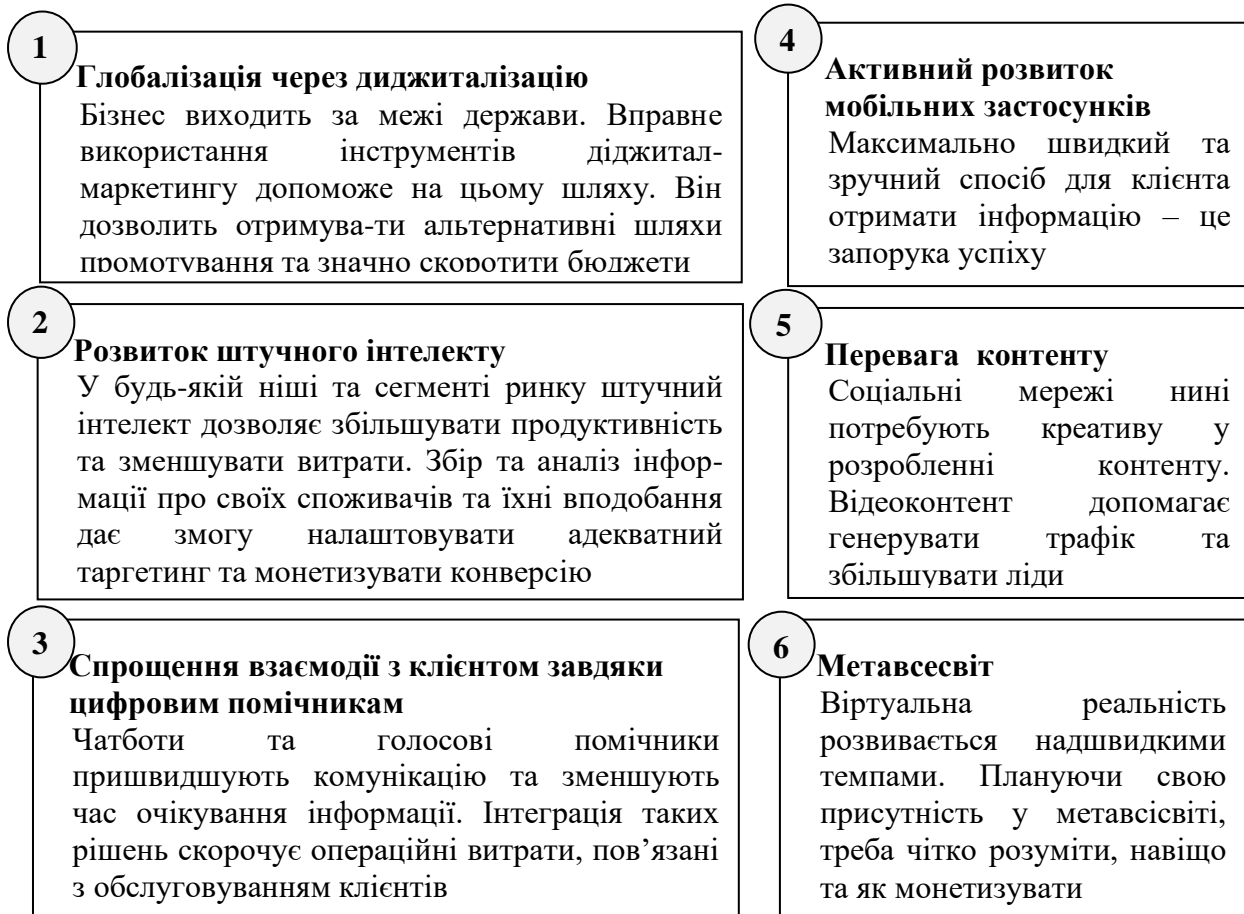 1
Глобалізація через диджиталізацію
Бізнес виходить за межі держави. Вправне
використання інструментів діджитал-
маркетингу допоможе на цьому шляху. Він
дозволить отримува-ти альтернативні шляхи
промотування та значно скоротити бюджети
2
Розвиток штучного інтелекту
У будь-якій ніші та сегменті ринку штучний
інтелект дозволяє збільшувати продуктивність
та зменшувати витрати. Збір та аналіз інфор-
мації про своїх споживачів та їхні вподобання
дає змогу налаштовувати адекватний
таргетинг та монетизувати конверсію
3
Спрощення взаємодії з клієнтом завдяки
цифровим помічникам
Чатботи та голосові помічники
пришвидшують комунікацію та зменшують
час очікування інформації. Інтеграція таких
рішень скорочує операційні витрати, пов’язані
з обслуговуванням клієнтів
4
Активний розвиток
мобільних застосунків
Максимально швидкий та
зручний спосіб для клієнта
отримати інформацію – це
запорука успіху
5
Перевага контенту
Соціальні мережі нині
потребують креативу у
розробленні контенту.
Відеоконтент допомагає
генерувати трафік та
збільшувати ліди
6
Метавсесвіт
Віртуальна реальність
розвивається надшвидкими
темпами. Плануючи свою
присутність у метавсісвіті,
треба чітко розуміти, навіщо
та як монетизувати